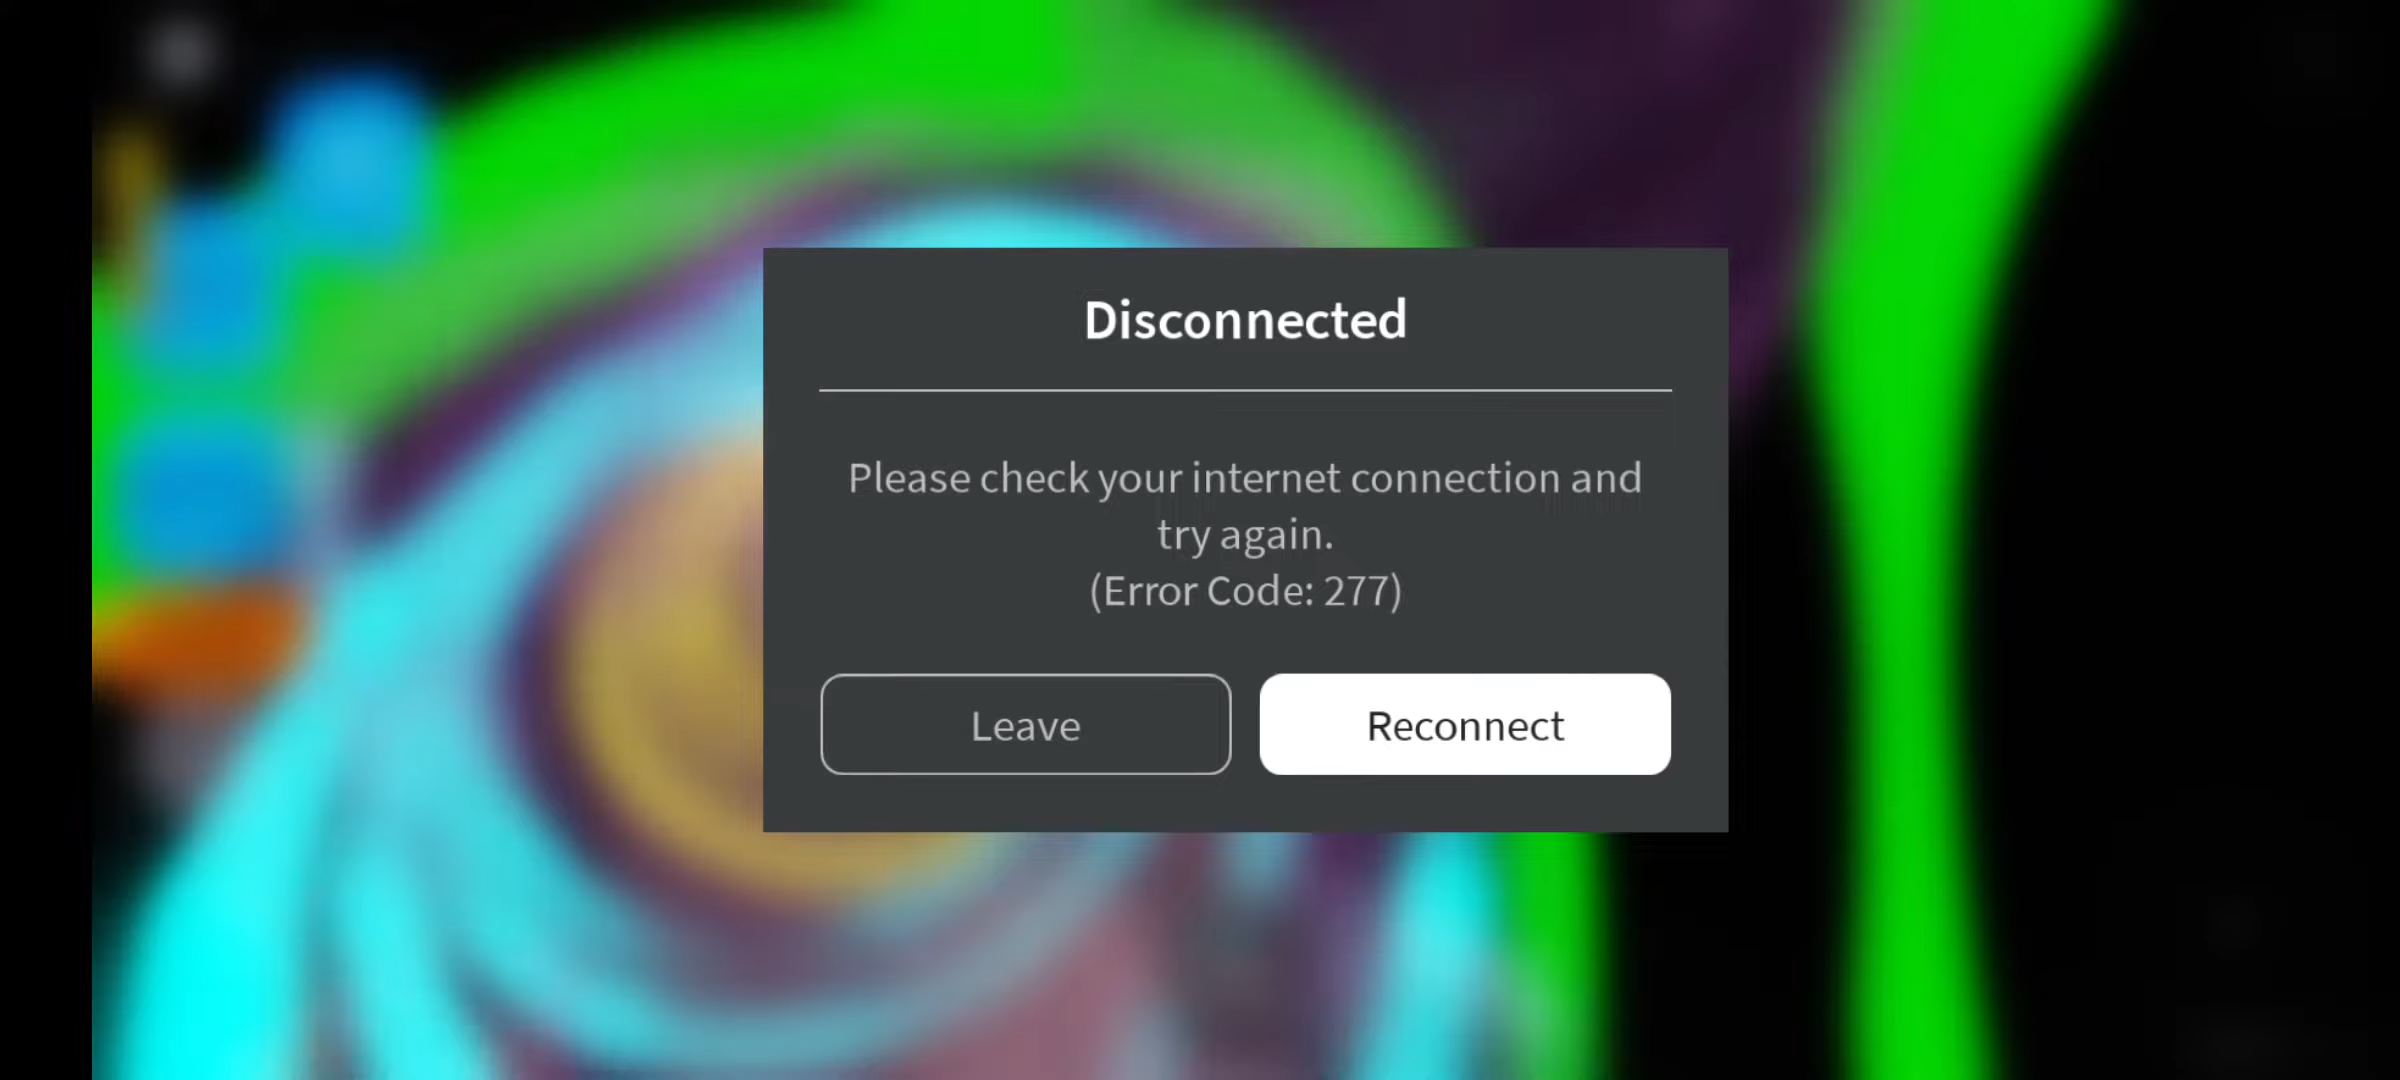 Disconnected
Please check your internet connection and
try again.
(Error Code: 277)
Leave
Reconnect